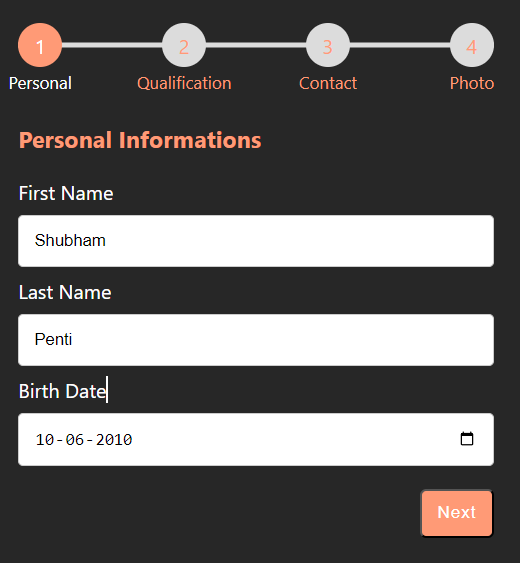 1 2 3 4
Personal Qualification Contact Photo
Personal Informations
First Name
Shubham
Last Name
Penti
Birth Date
10-06-2010
Next